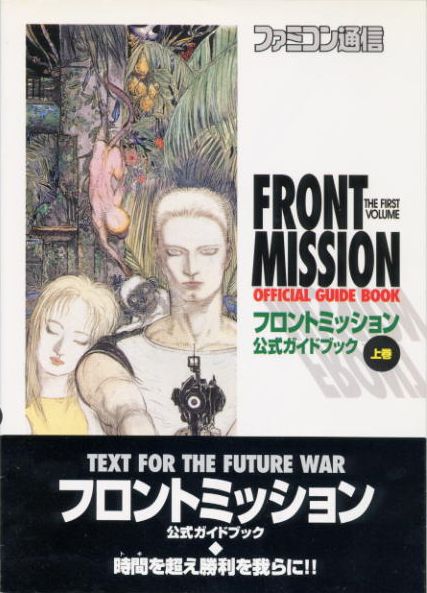 ファミコン通信
FRONT THE FIRST VOLUME
MISSION
OFFICIAL GUIDE BOOK
フロントミッション
公式ガイドブック 上巻
FRONT
MISSION
TEXT FOR THE FUTURE WAR
フロントミッション
公式ガイドブック
◆
時間を超え勝利を我らに!!